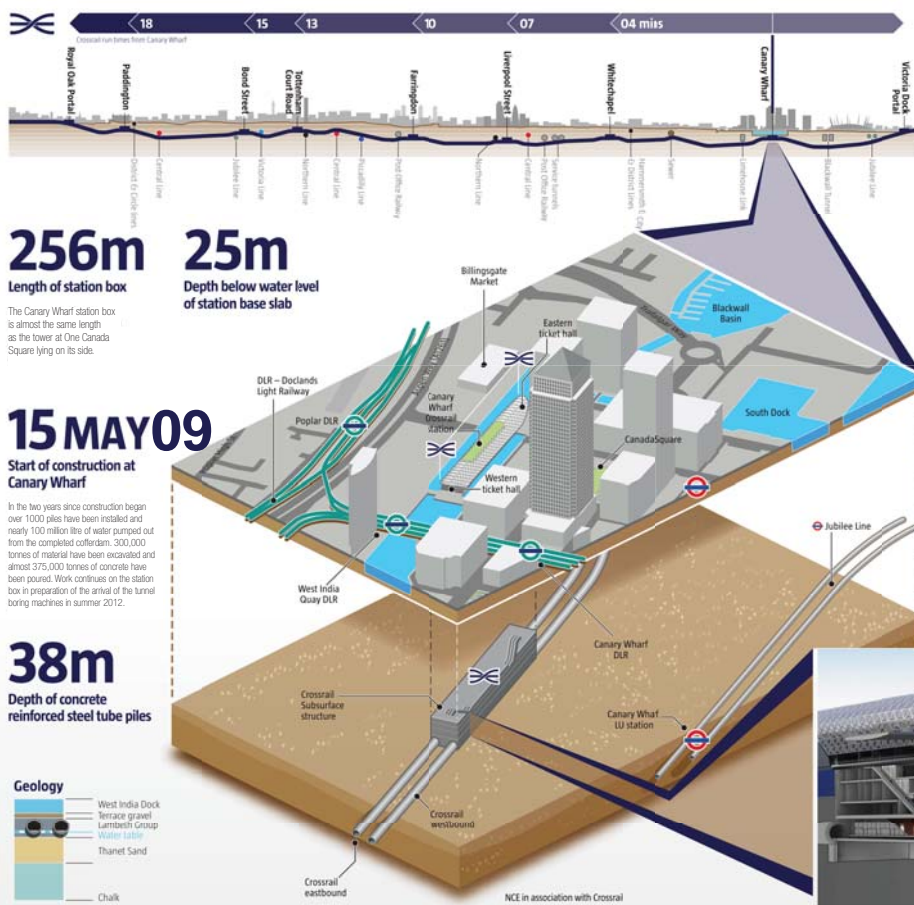 18
15
13
10
07
04 mins
Crossrail run times from Canary Wharf
Royal Oak Portal
Paddington
Bond Street
Tottenham
Court Road
Farringdon
Liverpool Street
Whitechapel
Canary Wharf
Victoria Dock
Portal
District & Circle lines
Central Line
Jubilee Line
Victoria Line
Northern Line
Central Line
Piccadilly Line
Post Office Railway
Northern Line
Central Line
Post Office Railway
Service tunnels
Hammersmith & City
& District Lines
Sewer
Limehouse Link
Blackwall Tunnel
Jubilee Line
256m
Length of station box
The Canary Wharf station box
is almost the same length
as the tower at One Canada
Square lying on its side.
25m
Depth below water level
of station base slab
15 MAY 09
Start of construction at
Canary Wharf
In the two years since construction began
over 1000 piles have been installed and
nearly 100 million litre of water pumped out
from the completed cofferdam. 300,000
tonnes of material have been excavated and
almost 375,000 tonnes of concrete have
been poured. Work continues on the station
box in preparation of the arrival of the tunnel
boring machines in summer 2012.
38m
Depth of concrete
reinforced steel tube piles
Geology
West India Dock
Terrace gravel
Lambeth Group
Water table
Thanet Sand
Chalk
Billingsgate
Market
Eastern
ticket hall
Blackwall
Basin
DLR – Doclands
Light Railway
Poplar DLR
Canary
Wharf
Crossrail
station
South Dock
CanadaSquare
Western
ticket hall
West India
Quay DLR
Jubilee Line
Canary Wharf
DLR
Crossrail
Subsurface
structure
Canary Whaf
LU station
Crossrail
westbound
Crossrail
eastbound
NCE in association with Crossrail